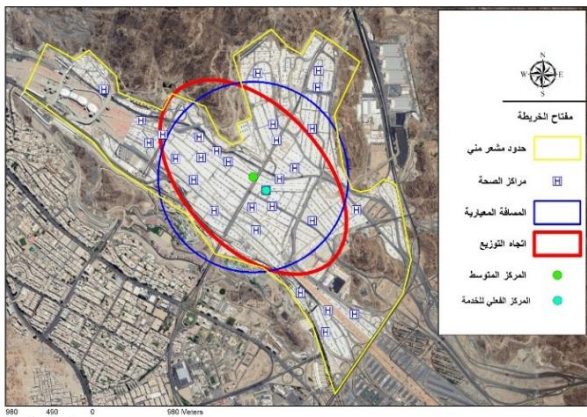 N
W E
S
مفتاح الخريطة
حدود مشعر منى
مراكز الصحة
المسافة المعيارية
اتجاه التوزيع
المركز المتوسط
المركز الفعلي للخدمة
980 490 0 980 Meters